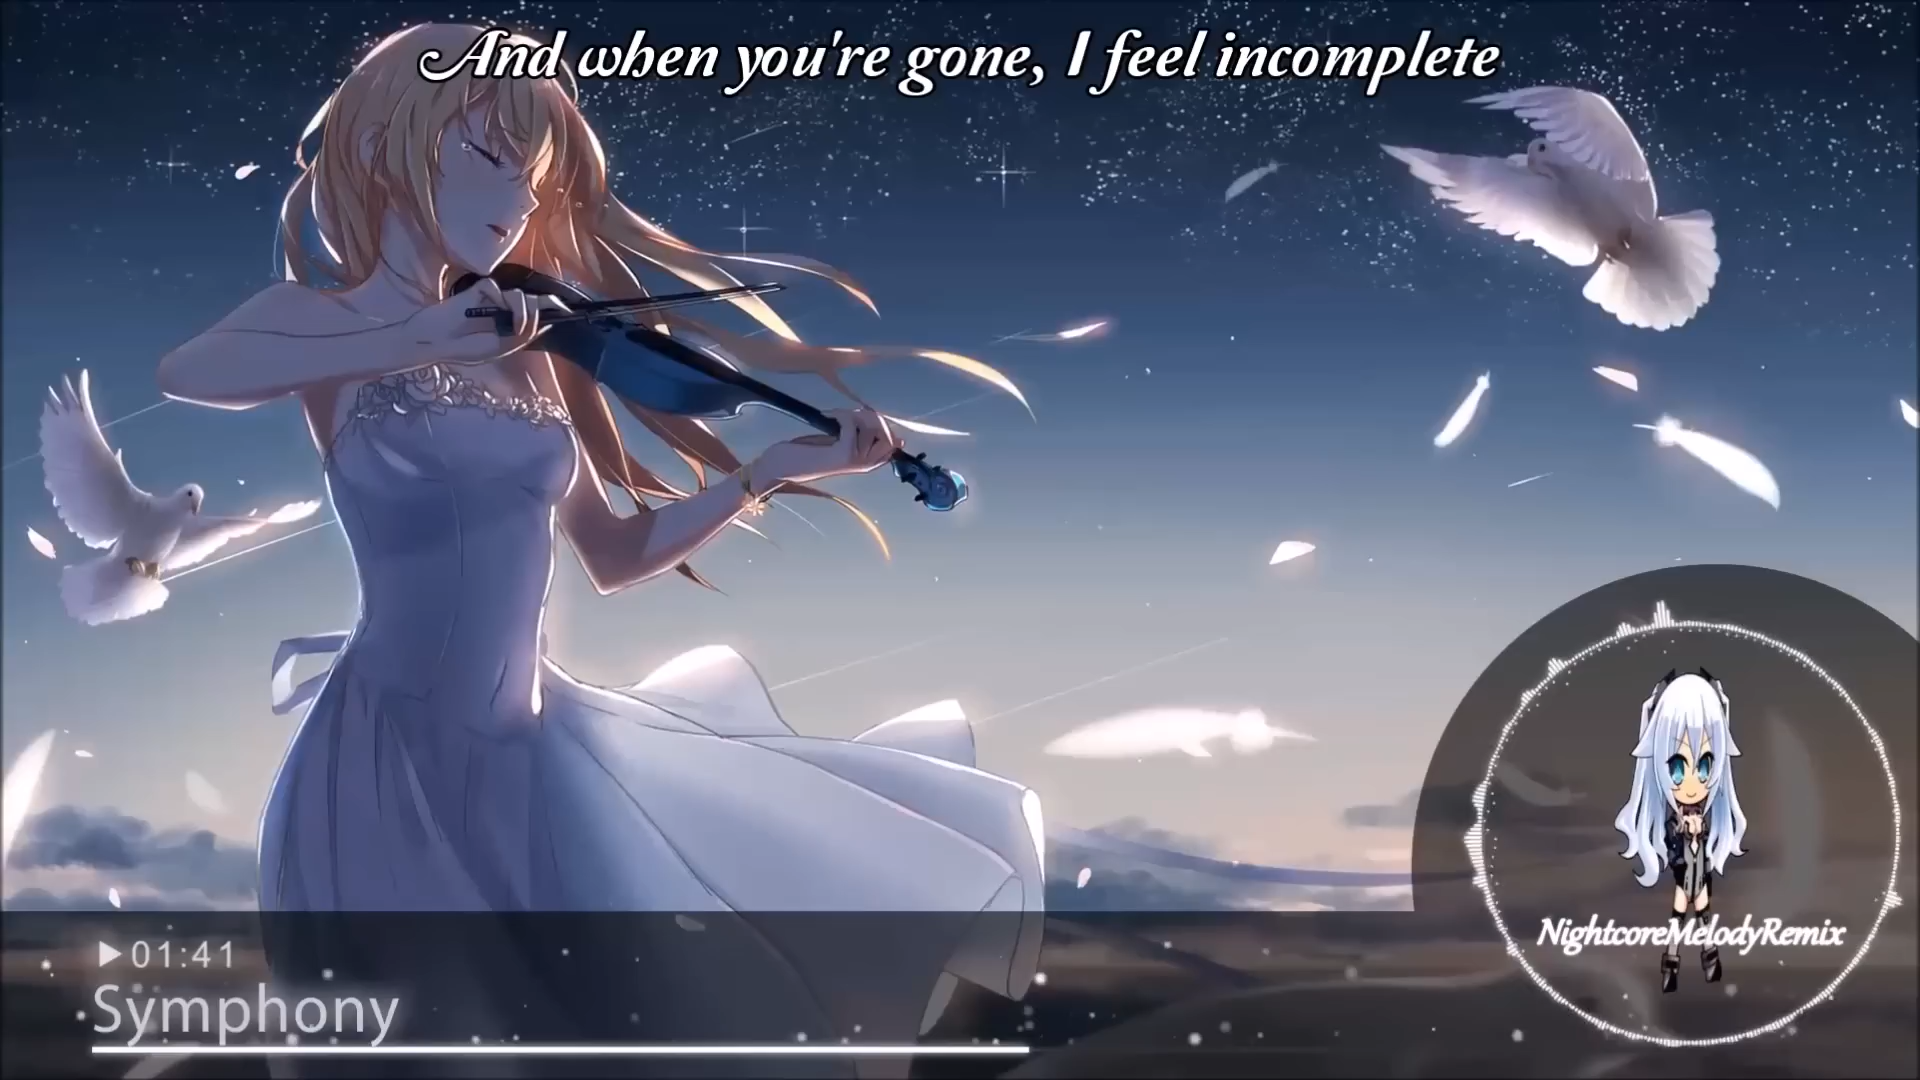 And when you're gone, I feel incomplete
NightcoreMelodyRemix
01:41
Symphony